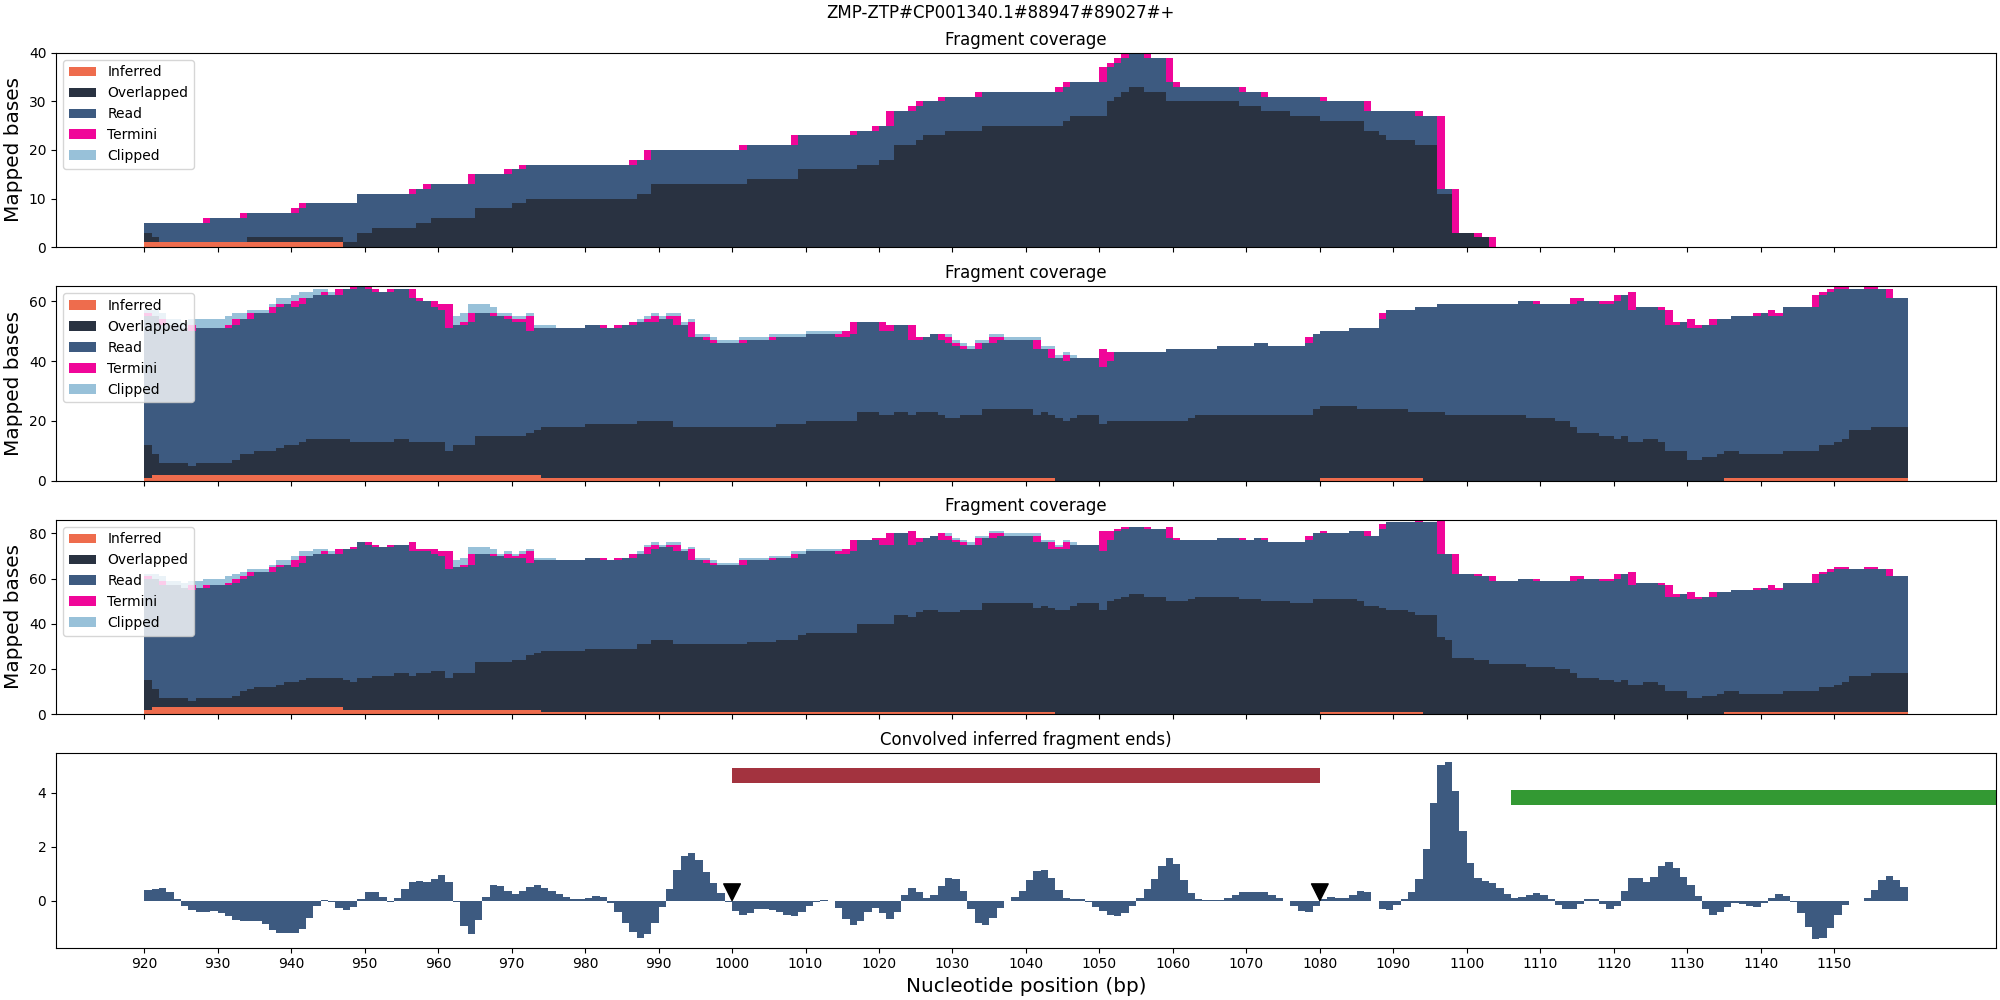 ZMP-ZTP#CP001340.1#88947#89027#+
Fragment coverage
Mapped bases
40
30
20
10
0
Inferred
Overlapped
Read
Termini
Clipped
Fragment coverage
Mapped bases
60
40
20
0
Inferred
Overlapped
Read
Termini
Clipped
Fragment coverage
Mapped bases
80
60
40
20
0
Inferred
Overlapped
Read
Termini
Clipped
Convolved inferred fragment ends)
4
2
0
920 930 940 950 960 970 980 990 1000 1010 1020 1030 1040 1050 1060 1070 1080 1090 1100 1110 1120 1130 1140 1150
Nucleotide position (bp)